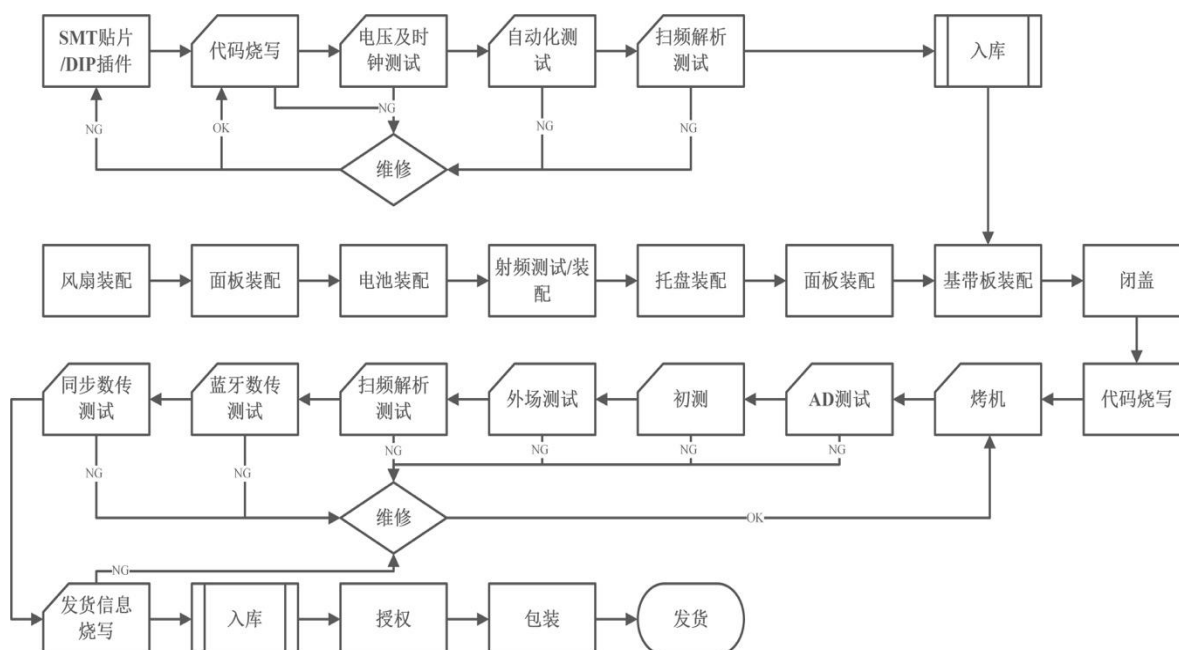 SMT贴片
/DIP插件
代码烧写
电压及时
钟测试
自动化测
试
扫频解析
测试
入库
NG
OK
NG
NG
NG
维修
风扇装配
面板装配
电池装配
射频测试/装
配
托盘装配
面板装配
基带板装配
闭盖
同步数传
测试
蓝牙数传
测试
扫频解析
测试
外场测试
初测
AD测试
烤机
代码烧写
NG
NG
NG
NG
NG
NG
维修
OK
NG
发货信息
烧写
入库
授权
包装
发货